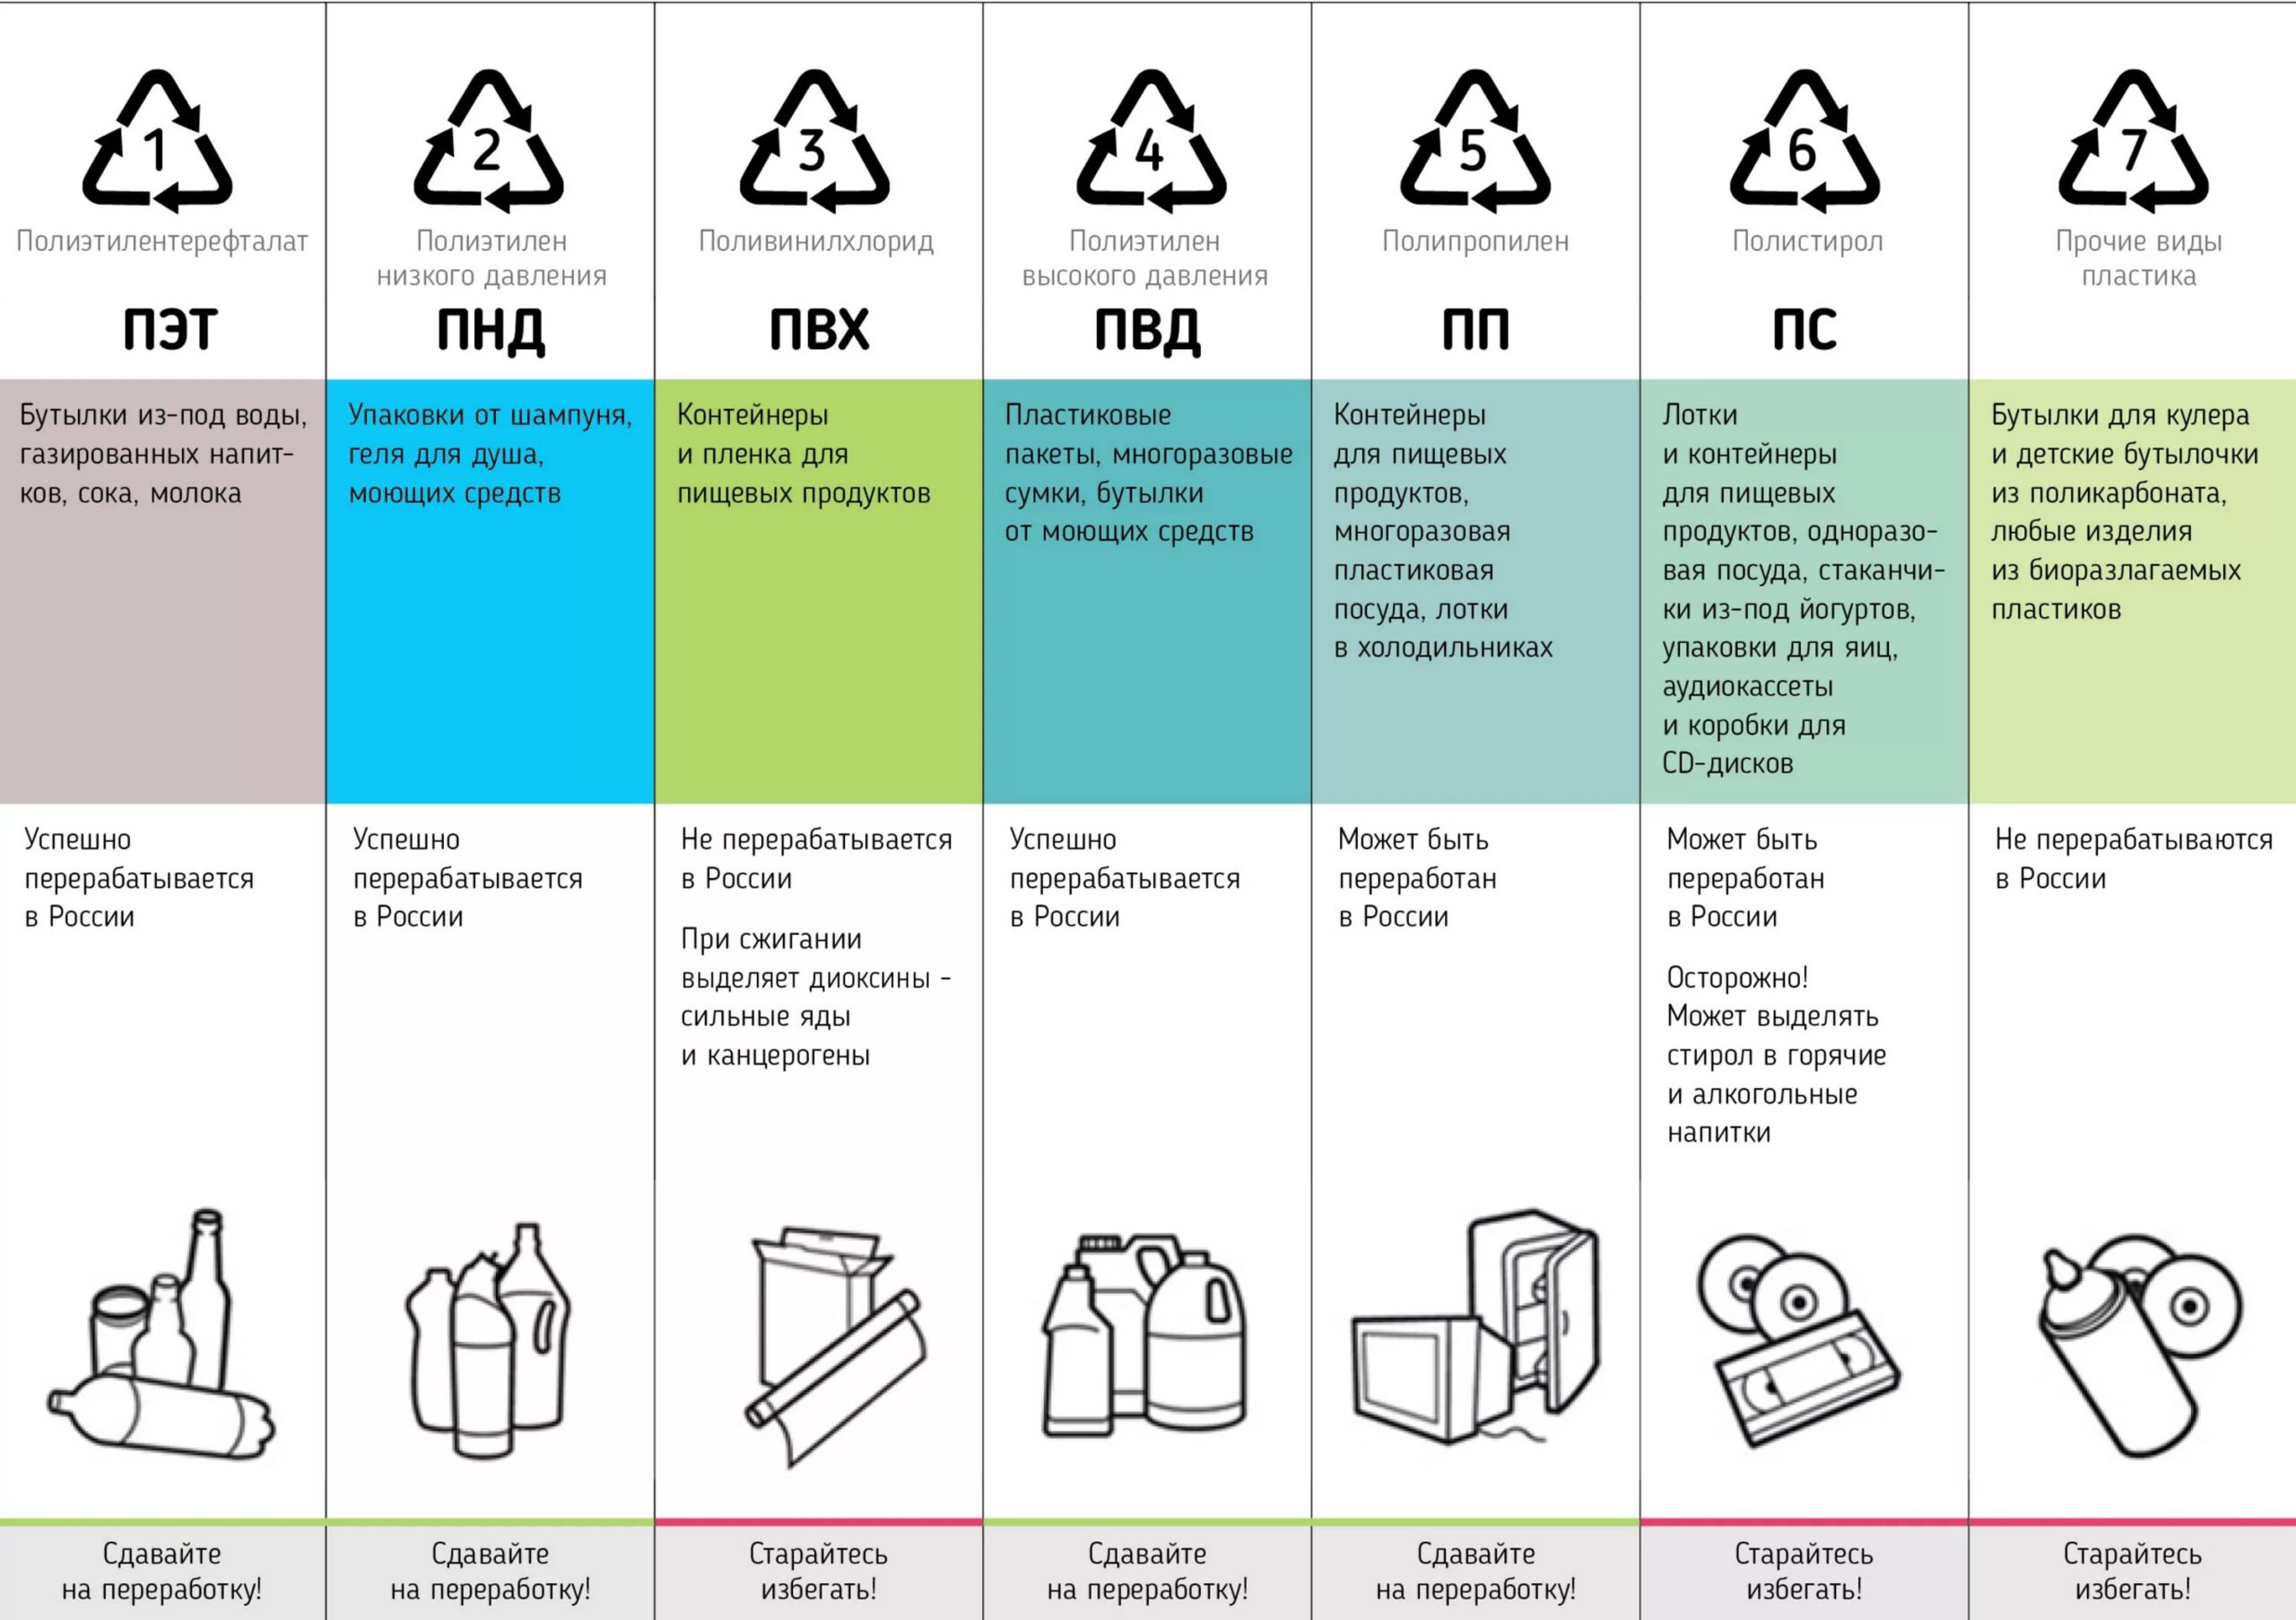 1
Полиэтилентерефталат
ПЭТ
Бутылки из-под воды,
газированных напит-
ков, сока, молока
Успешно
перерабатывается
в России
Сдавайте
на переработку!
2
Полиэтилен
низкого давления
ПНД
Упаковки от шампуня,
геля для душа,
моющих средств
Успешно
перерабатывается
в России
Сдавайте
на переработку!
3
Поливинилхлорид
ПВХ
Контейнеры
и пленка для
пищевых продуктов
Не перерабатывается
в России
При сжигании
выделяет диоксины -
сильные яды
и канцерогены
Старайтесь
избегать!
4
Полиэтилен
высокого давления
ПВД
Пластиковые
пакеты, многоразовые
сумки, бутылки
от моющих средств
Успешно
перерабатывается
в России
Сдавайте
на переработку!
5
Полипропилен
ПП
Контейнеры
для пищевых
продуктов,
многоразовая
пластиковая
посуда, лотки
в холодильниках
Может быть
переработан
в России
Сдавайте
на переработку!
6
Полистирол
ПС
Лотки
и контейнеры
для пищевых
продуктов, одноразо-
вая посуда, стаканчи-
ки из-под йогуртов,
упаковки для яиц,
аудиокассеты
и коробки для
CD-дисков
Может быть
переработан
в России
Осторожно!
Может выделять
стирол в горячие
и алкогольные
напитки
Старайтесь
избегать!
7
Прочие виды
пластика
Бутылки для кулера
и детские бутылочки
из поликарбоната,
любые изделия
из биоразлагаемых
пластиков
Не перерабатываются
в России
Старайтесь
избегать!